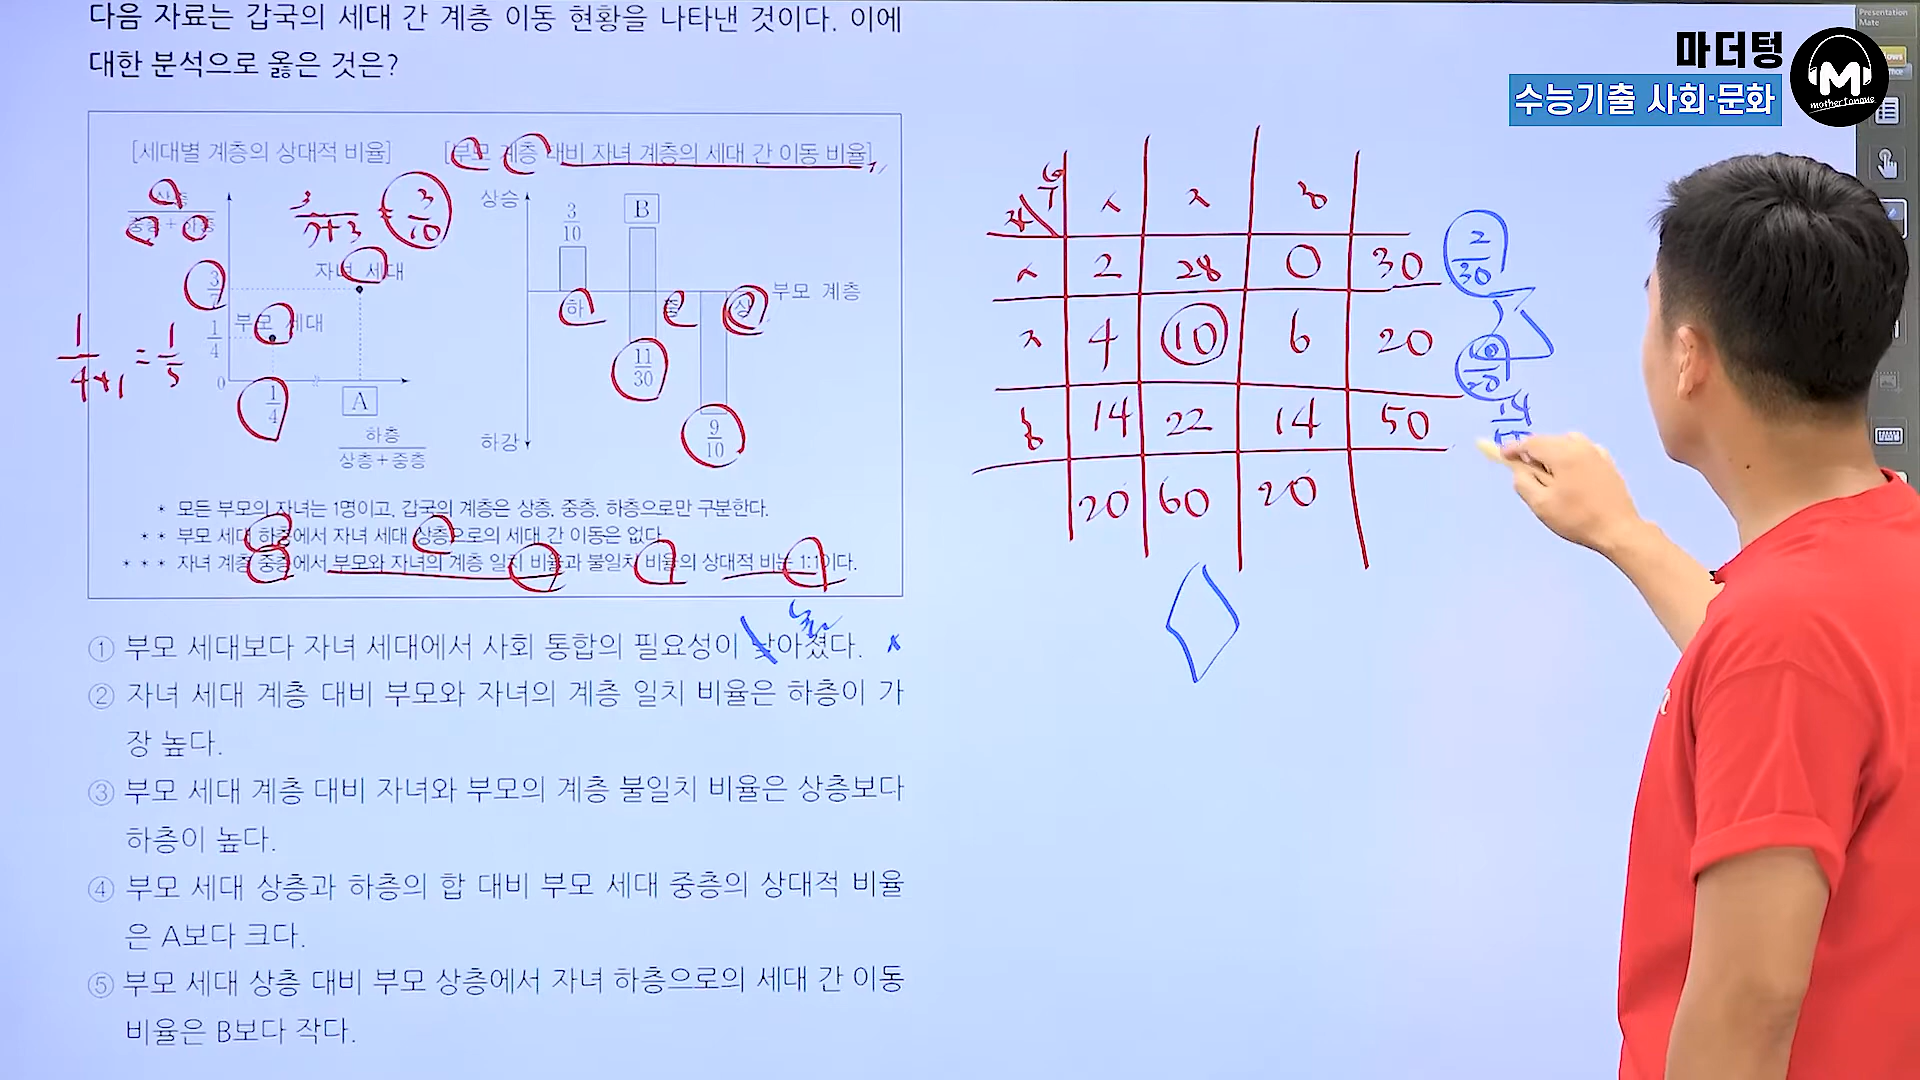 다음 자료는 갑국의 세대 간 계층 이동 현황을 나타낸 것이다. 이에
대한 분석으로 옳은 것은?
[세대별 계층의 상대적 비율]
[부모 계층 대비 자녀 계층의 세대 간 이동 비율]
상층
중층+하층
3/7+3 = 3/10
자녀 세대
3/7
부모 세대
1/4
1/4+1 = 1/5
0
1/4
A
하층
상층+중층
상승
3/10
B
하
중
상
부모 계층
11/30
9/10
하강
* 모든 부모의 자녀는 1명이고, 갑국의 계층은 상층, 중층, 하층으로만 구분한다.
** 부모 세대 하층에서 자녀 세대 상층으로의 세대 간 이동은 없다.
*** 자녀 계층 중층에서 부모와 자녀의 계층 일치 비율과 불일치 비율의 상대적 비는 1:1이다.
① 부모 세대보다 자녀 세대에서 사회 통합의 필요성이 낮아졌다. x
② 자녀 세대 계층 대비 부모와 자녀의 계층 일치 비율은 하층이 가
장 높다.
③ 부모 세대 계층 대비 자녀와 부모의 계층 불일치 비율은 상층보다
하층이 높다.
④ 부모 세대 상층과 하층의 합 대비 부모 세대 중층의 상대적 비율
은 A보다 크다.
⑤ 부모 세대 상층 대비 부모 상층에서 자녀 하층으로의 세대 간 이동
비율은 B보다 작다.
ㅅ ㅈ ㅎ
ㅅ 2 28 0 30
ㅈ 4 10 6 20
ㅎ 14 22 14 50
20 60 20
2/30
10/20
마더텅
수능기출 사회·문화
M
mothertongue
Presentation
Mate